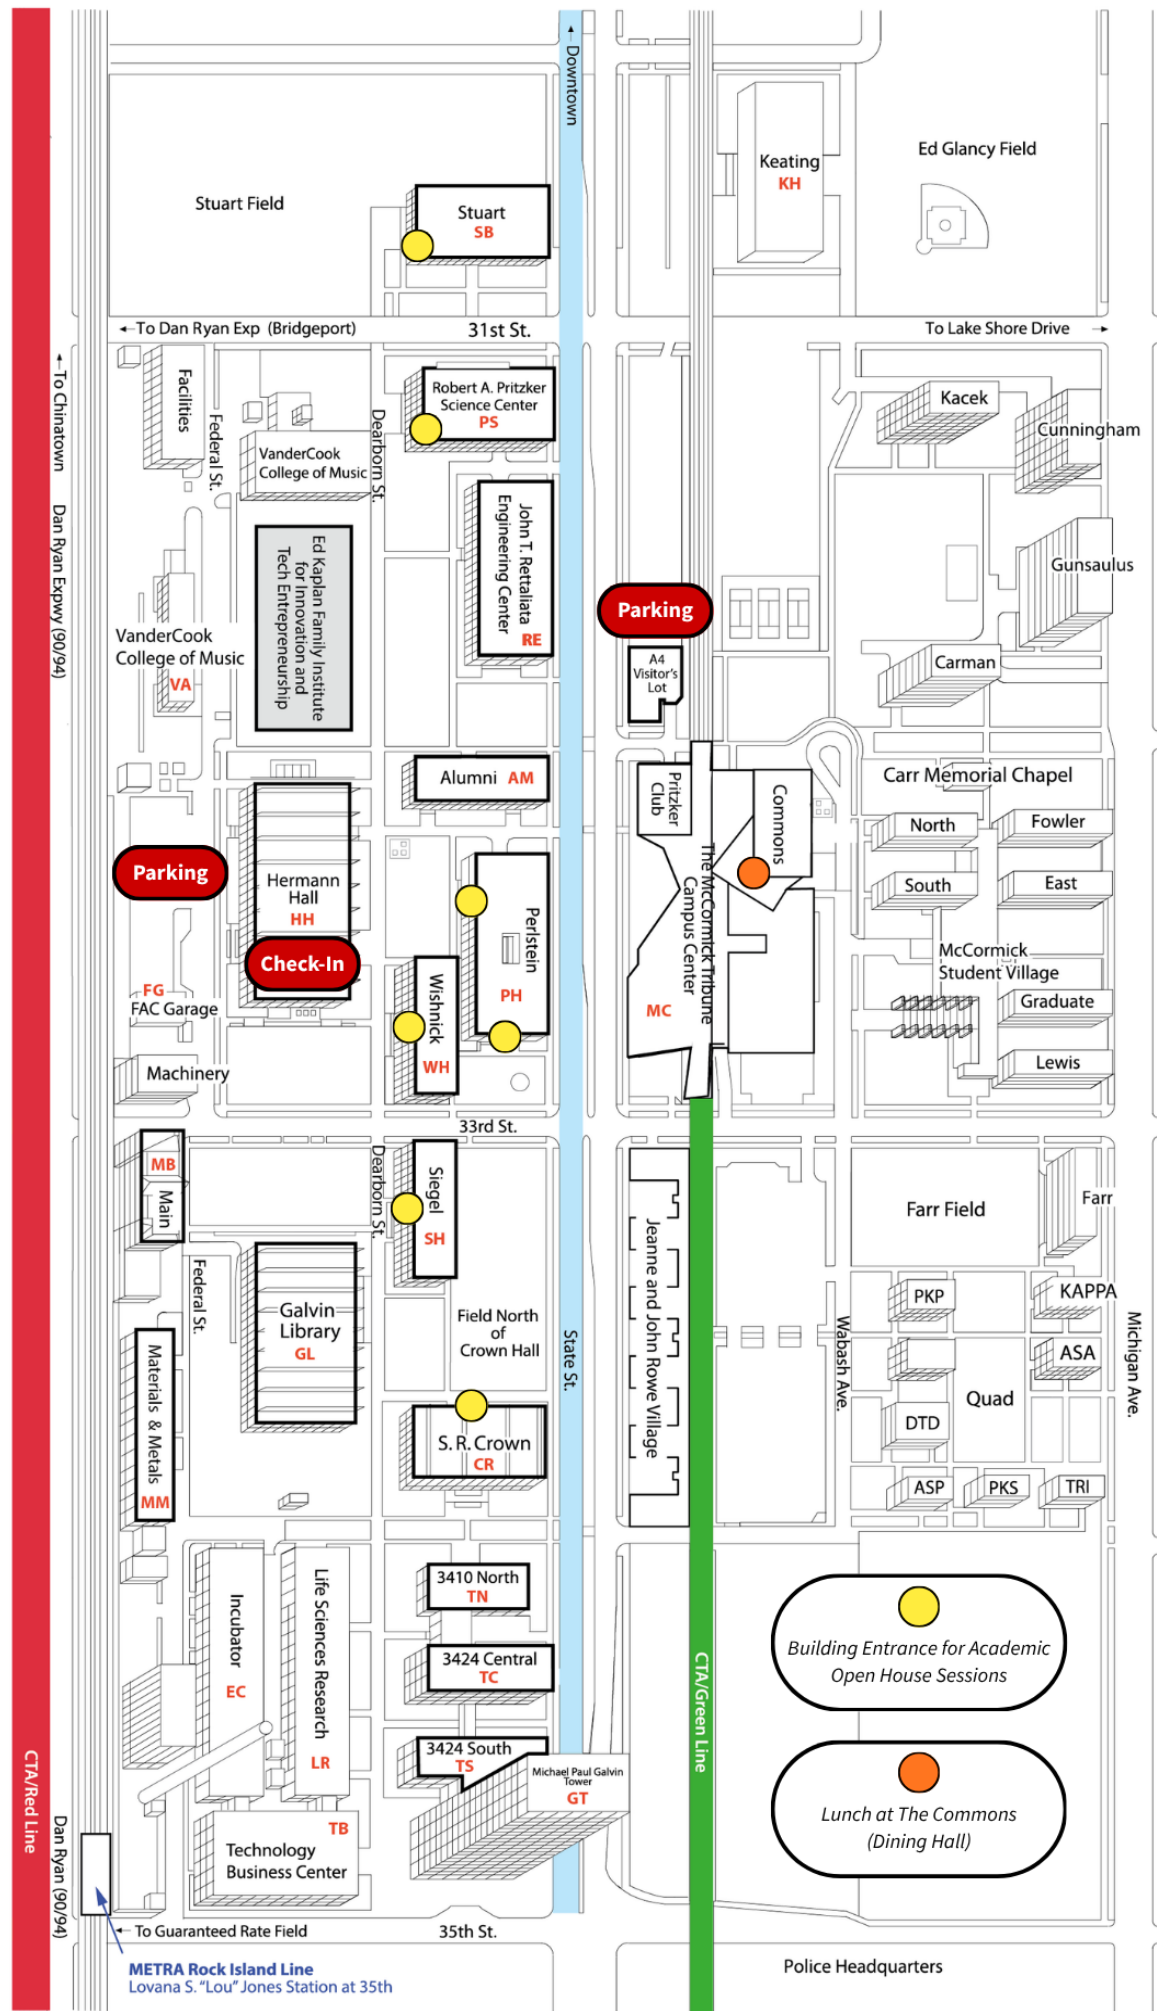 ← Downtown
Keating
KH
Ed Glancy Field
Stuart Field
Stuart
SB
←To Dan Ryan Exp (Bridgeport)
31st St.
To Lake Shore Drive →
←To Chinatown
Dan Ryan Expwy (90/94)
Facilities
Federal St.
VanderCook
College of Music
Dearborn St.
Robert A. Pritzker
Science Center
PS
Kacek
Cunningham
John T. Rettaliata
Engineering Center
RE
Ed Kaplan Family Institute
for Innovation and
Tech Entrepreneurship
Gunsaulus
Parking
VanderCook
College of Music
VA
A4
Visitor's
Lot
Carman
Alumni AM
Pritzker
Club
Commons
Carr Memorial Chapel
North
Fowler
South
East
Parking
Hermann
Hall
HH
Check-In
Perlstein
PH
Wishnick
WH
The McCormick Tribune
Campus Center
MC
McCormick
Student Village
Graduate
Lewis
FG
FAC Garage
Machinery
33rd St.
MB
Main
Dearborn St.
Siegel
SH
Federal St.
Galvin
Library
GL
Field North
of
Crown Hall
State St.
Jeanne and John Rowe Village
Wabash Ave.
Farr Field
Farr
PKP
KAPPA
ASA
Quad
DTD
ASP
PKS
TRI
Michigan Ave.
Materials & Metals
MM
S. R. Crown
CR
3410 North
TN
3424 Central
TC
3424 South
TS
Michael Paul Galvin
Tower
GT
Incubator
EC
Life Sciences Research
LR
TB
Technology
Business Center
CTA/Red Line
CTA/Green Line
Building Entrance for Academic
Open House Sessions
Lunch at The Commons
(Dining Hall)
Dan Ryan (90/94)
← To Guaranteed Rate Field
35th St.
METRA Rock Island Line
Lovana S. "Lou" Jones Station at 35th
Police Headquarters